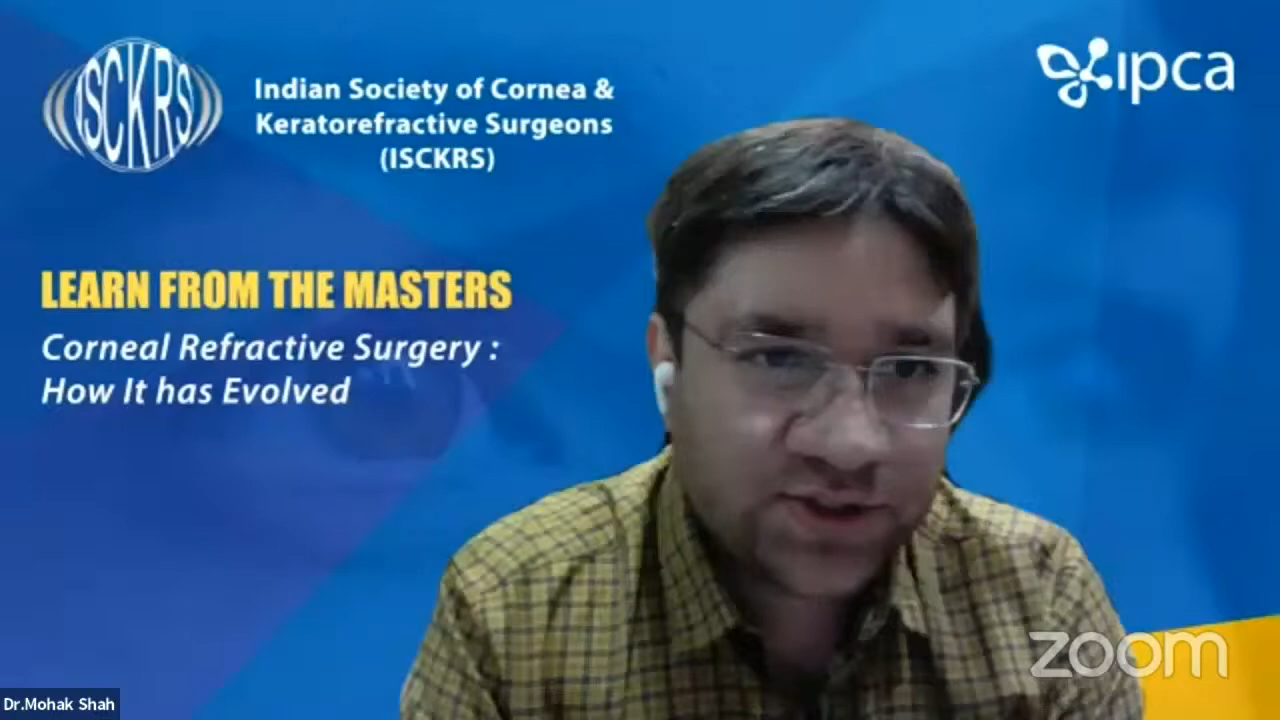 ISCKRS
Indian Society of Cornea &
Keratorefractive Surgeons
(ISCKRS)
ipca
LEARN FROM THE MASTERS
Corneal Refractive Surgery :
How It has Evolved
zoom
Dr.Mohak Shah